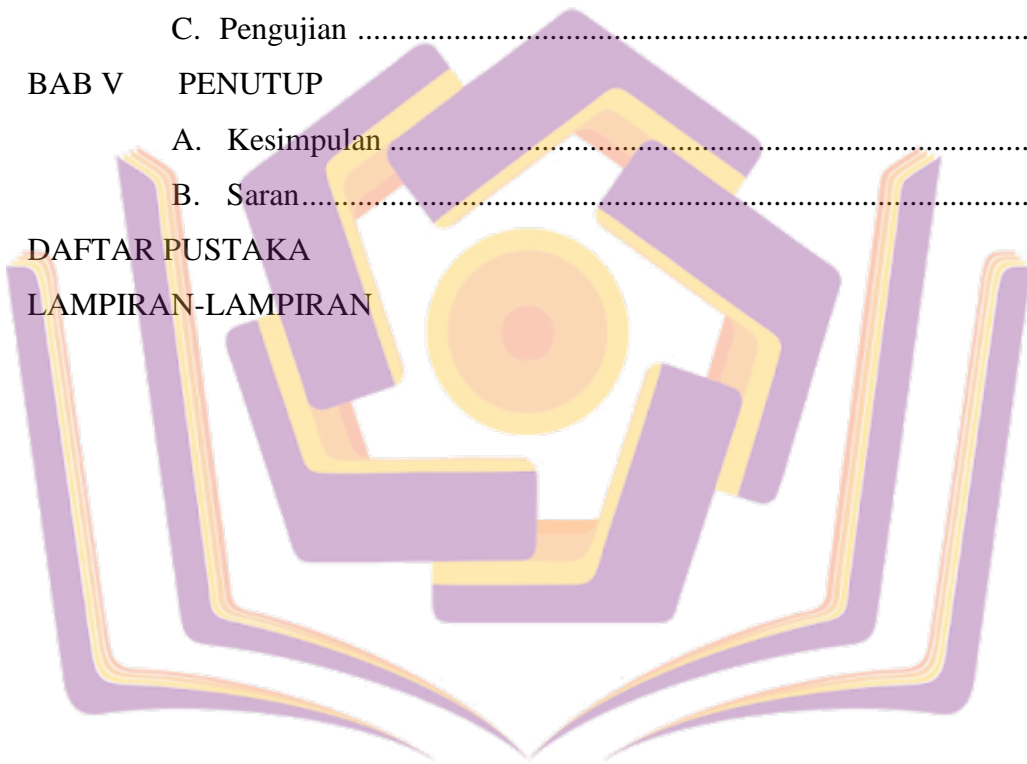 C. Pengujian ....................................................................................
BAB V PENUTUP
A. Kesimpulan ................................................................................
B. Saran...........................................................................................
DAFTAR PUSTAKA
LAMPIRAN-LAMPIRAN